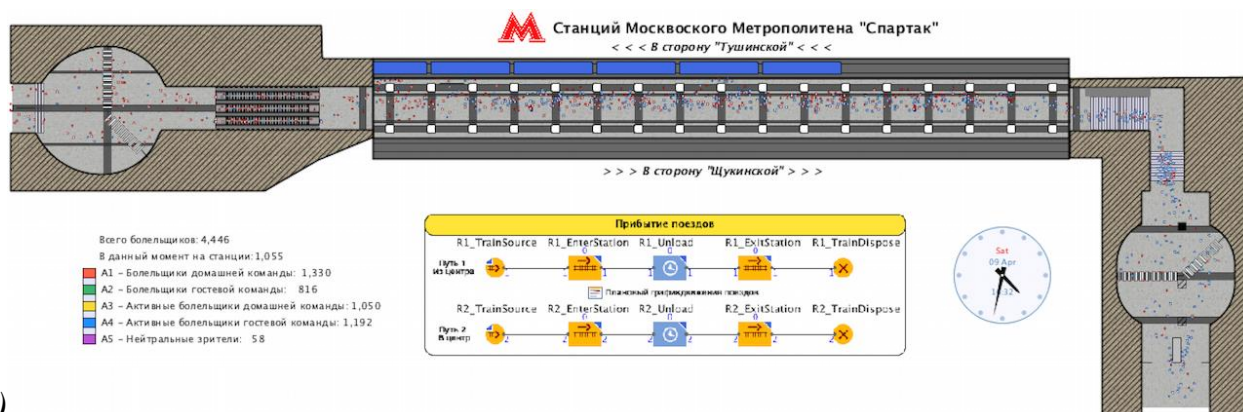 Станций Москвоского Метрополитена "Спартак"
< < < В сторону "Тушинской" < < <
> > > В сторону "Щукинской" > > >
Всего болельщиков: 4,446
В данный момент на станции: 1,055
A1 – Болельщики домашней команды: 1,330
A2 – Болельщики гостевой команды: 816
A3 – Активные болельщики домашней команды: 1,050
A4 – Активные болельщики гостевой команды: 1,192
A5 – Нейтральные зрители: 58
Прибытие поездов
R1_TrainSource R1_EnterStation R1_Unload R1_ExitStation R1_TrainDispose
Путь 1
из центра
Плановый график движения поездов
R2_TrainSource R2_EnterStation R2_Unload R2_ExitStation R2_TrainDispose
Путь 2
В центр
Sat
09 Apr
)